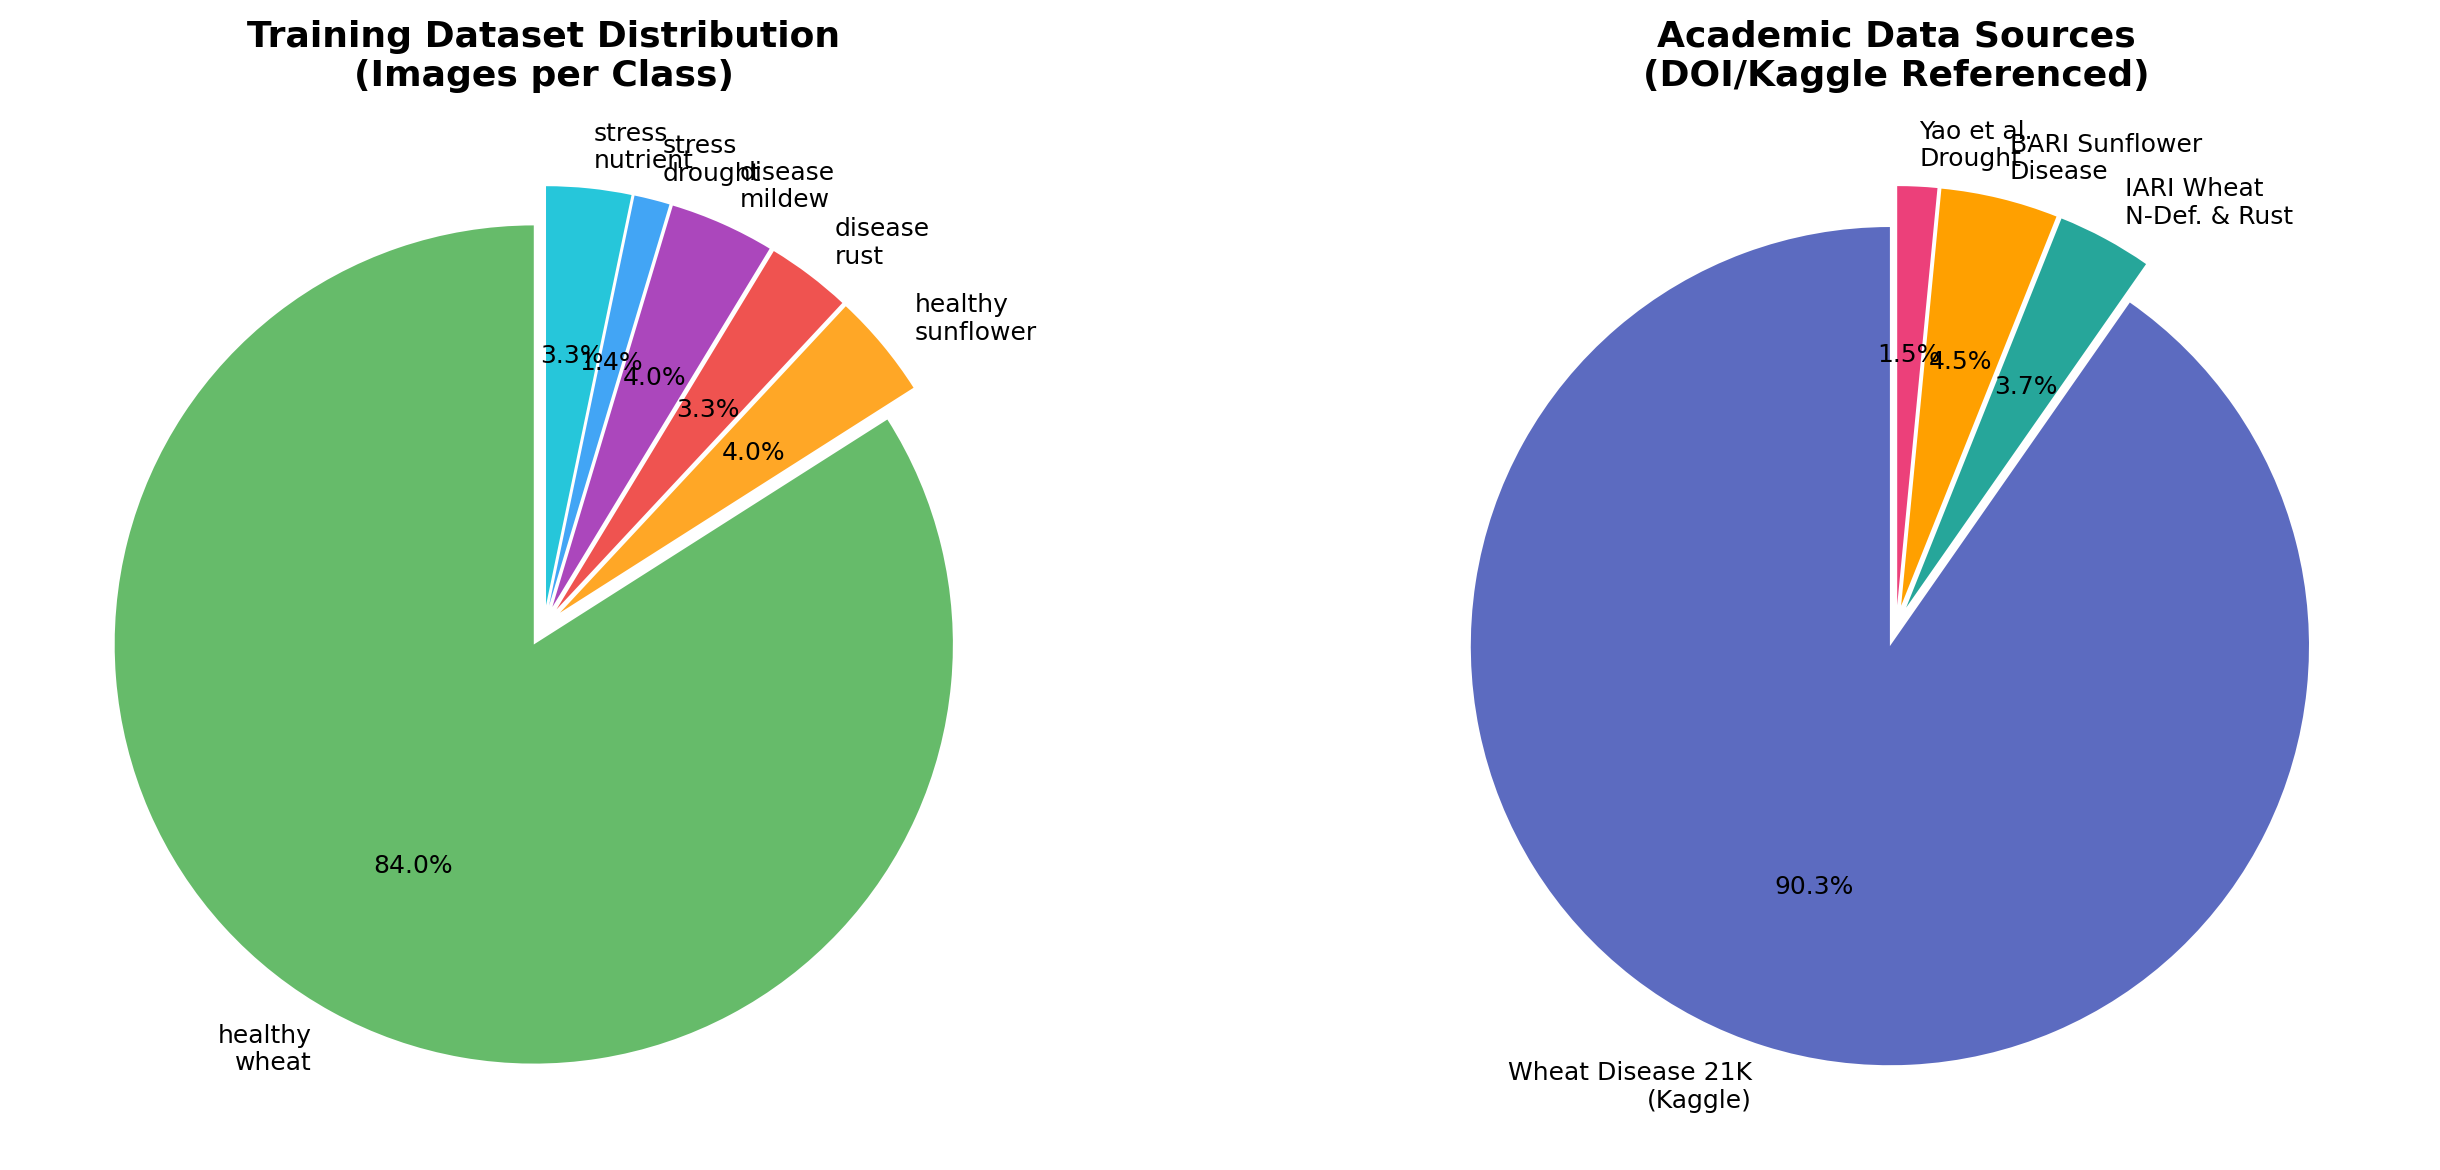 Training Dataset Distribution
(Images per Class)
stress
nutrient
stress
drought
disease
mildew
disease
rust
healthy
sunflower
3.3%
1.4%
4.0%
3.3%
4.0%
84.0%
healthy
wheat
Academic Data Sources
(DOI/Kaggle Referenced)
Yao et al.
Drought
BARI Sunflower
Disease
IARI Wheat
N-Def. & Rust
1.5%
4.5%
3.7%
90.3%
Wheat Disease 21K
(Kaggle)